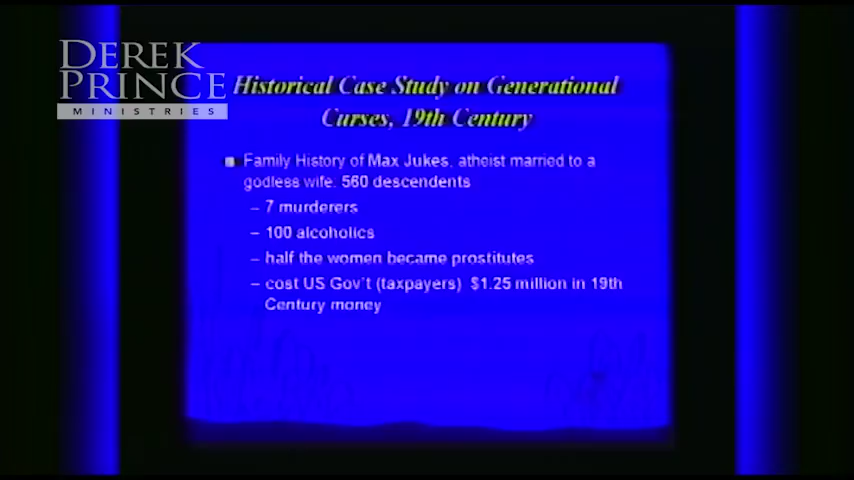 DEREK
PRINCE
MINISTRIES
Historical Case Study on Generational
Curses, 19th Century
Family History of Max Jukes, atheist married to a
godless wife. 560 descendents
– 7 murderers
– 100 alcoholics
– half the women became prostitutes
– cost US Gov't (taxpayers) $1.25 million in 19th
Century money